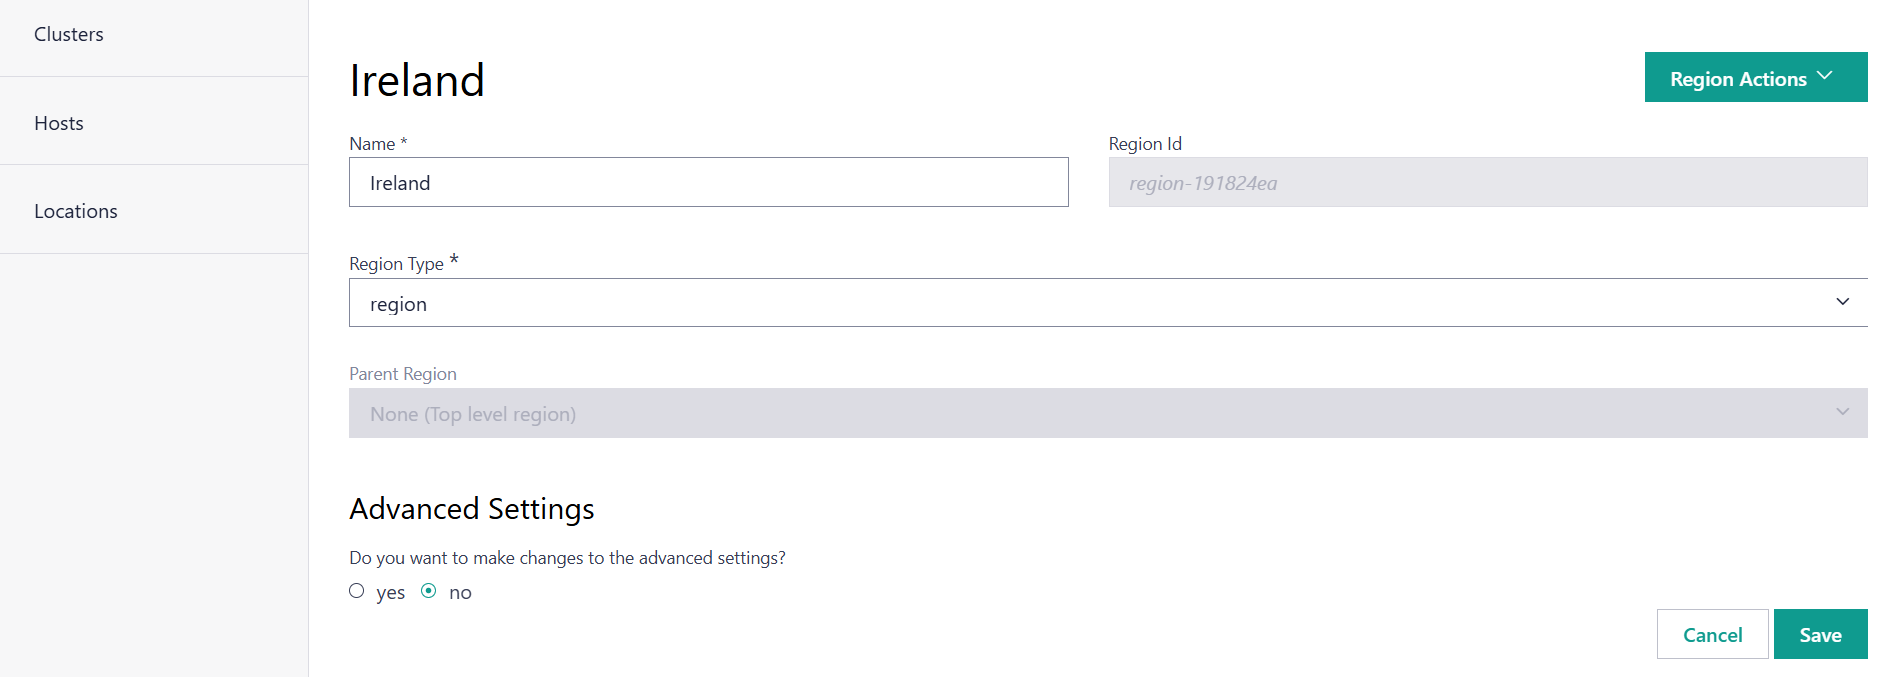 Clusters
Hosts
Locations
Ireland
Region Actions
Name *
Ireland
Region Id
region-191824ea
Region Type *
region
Parent Region
None (Top level region)
Advanced Settings
Do you want to make changes to the advanced settings?
yes no
Cancel Save